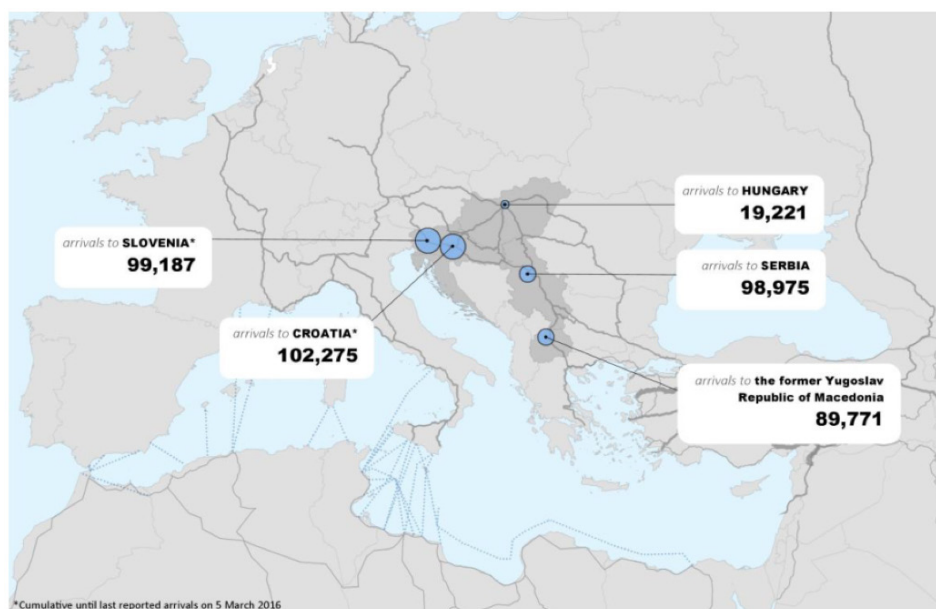 arrivals to HUNGARY
19,221
arrivals to SLOVENIA*
99,187
arrivals to SERBIA
98,975
arrivals to CROATIA*
102,275
arrivals to the former Yugoslav
Republic of Macedonia
89,771
*Cumulative until last reported arrivals on 5 March 2016